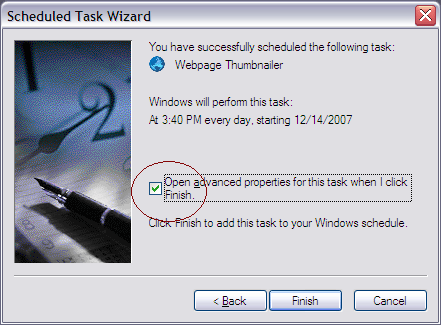 Scheduled Task Wizard
You have successfully scheduled the following task:
Webpage Thumbnailer
Windows will perfom this task:
At 3:40 PM every day, starting 12/14/2007
Open advanced properties for this task when I click
Finish.
Click Finish to add this task to your Windows schedule.
< Back
Finish
Cancel